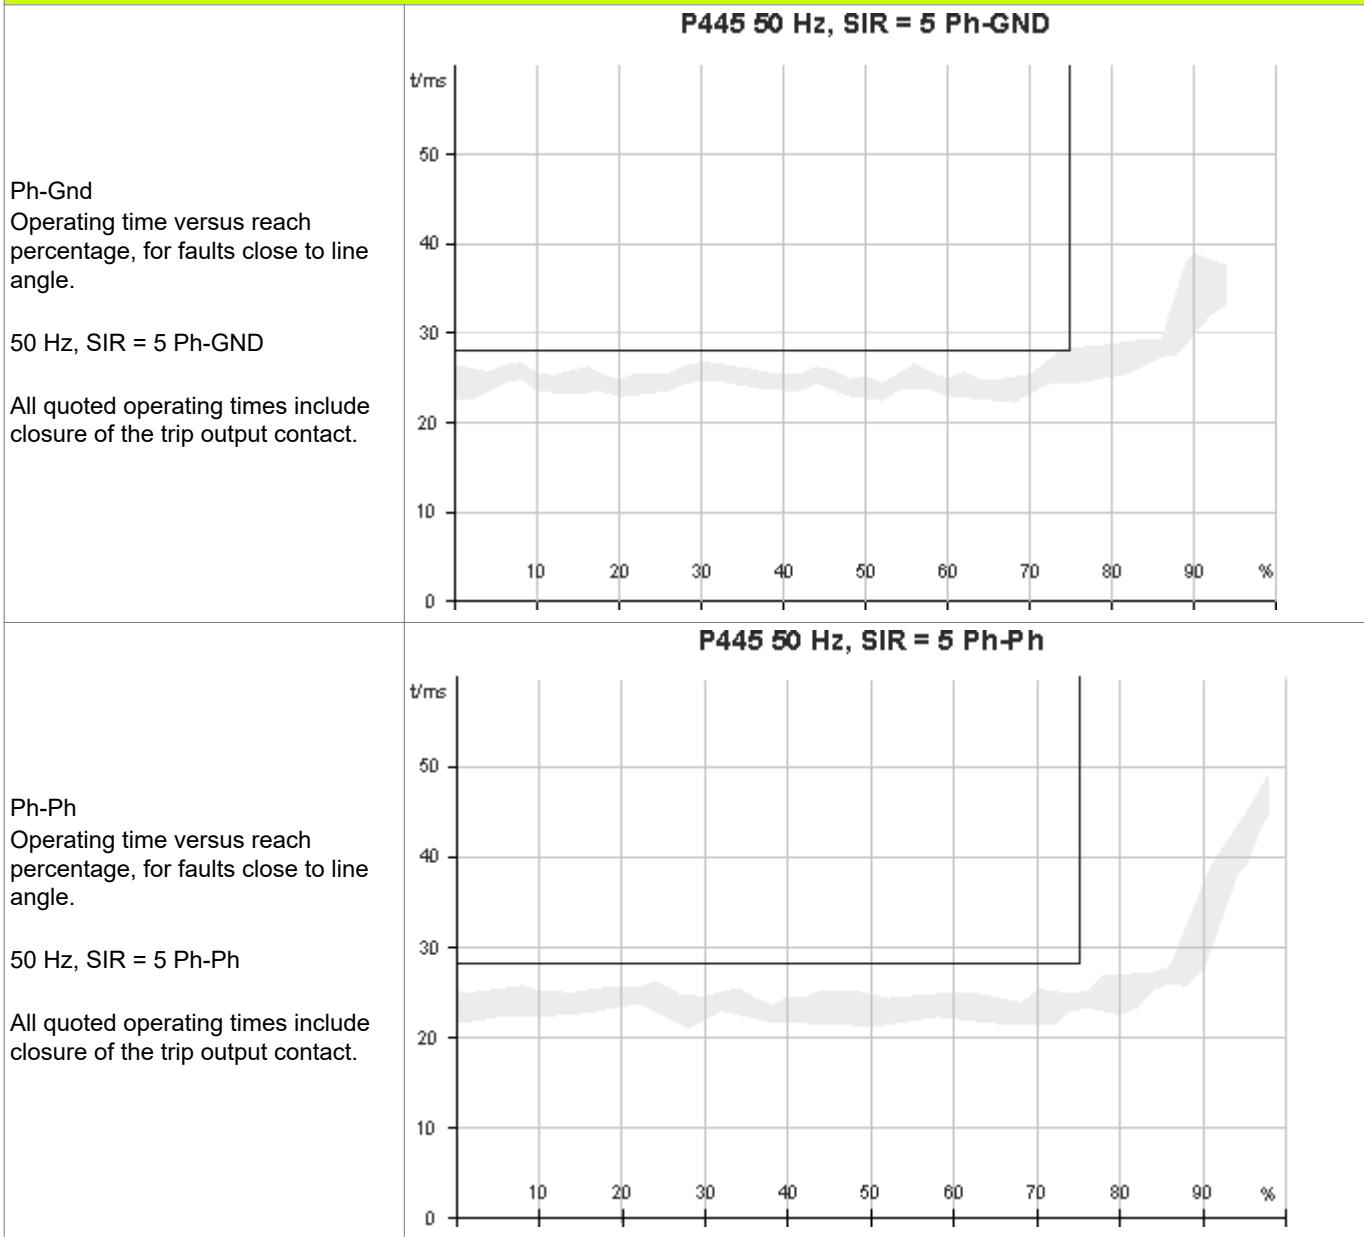 P445 50 Hz, SIR = 5 Ph-GND
Ph-Gnd
Operating time versus reach
percentage, for faults close to line
angle.
50 Hz, SIR = 5 Ph-GND
All quoted operating times include
closure of the trip output contact.
t/ms
50
40
30
20
10
0
10 20 30 40 50 60 70 80 90 %
P445 50 Hz, SIR = 5 Ph-Ph
Ph-Ph
Operating time versus reach
percentage, for faults close to line
angle.
50 Hz, SIR = 5 Ph-Ph
All quoted operating times include
closure of the trip output contact.
t/ms
50
40
30
20
10
0
10 20 30 40 50 60 70 80 90 %